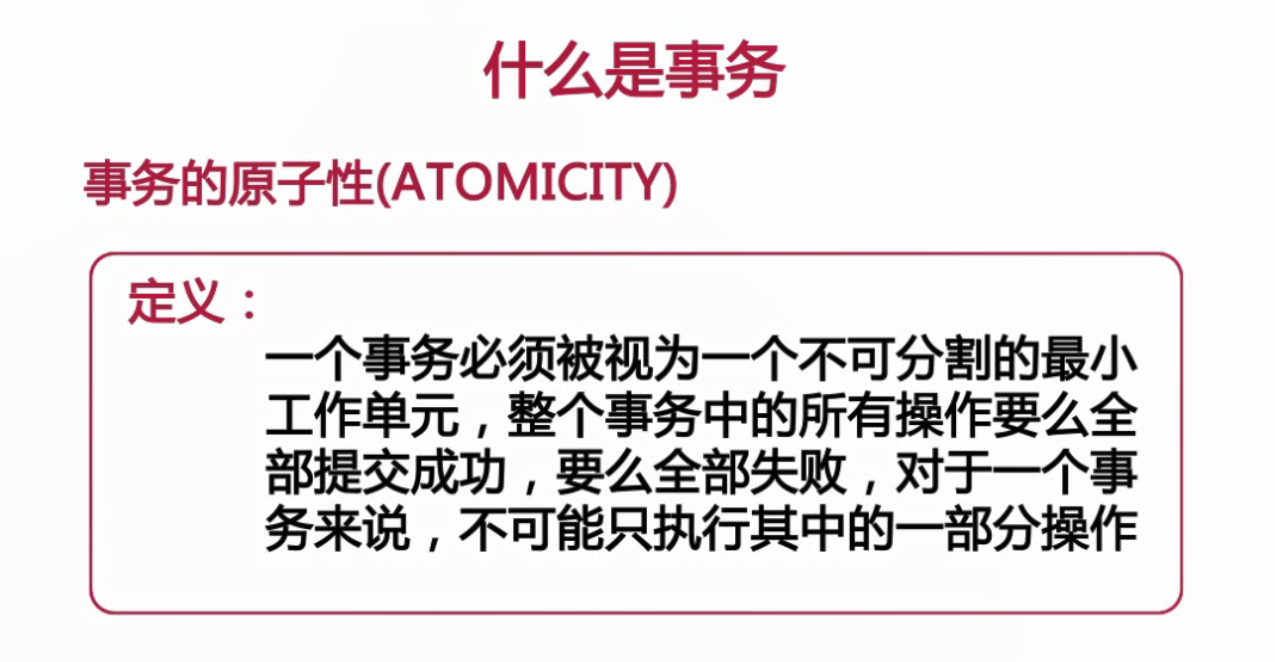 什么是事务
事务的原子性(ATOMICITY)
定义：
一个事务必须被视为一个不可分割的最小
工作单元，整个事务中的所有操作要么全
部提交成功，要么全部失败，对于一个事
务来说，不可能只执行其中的一部分操作